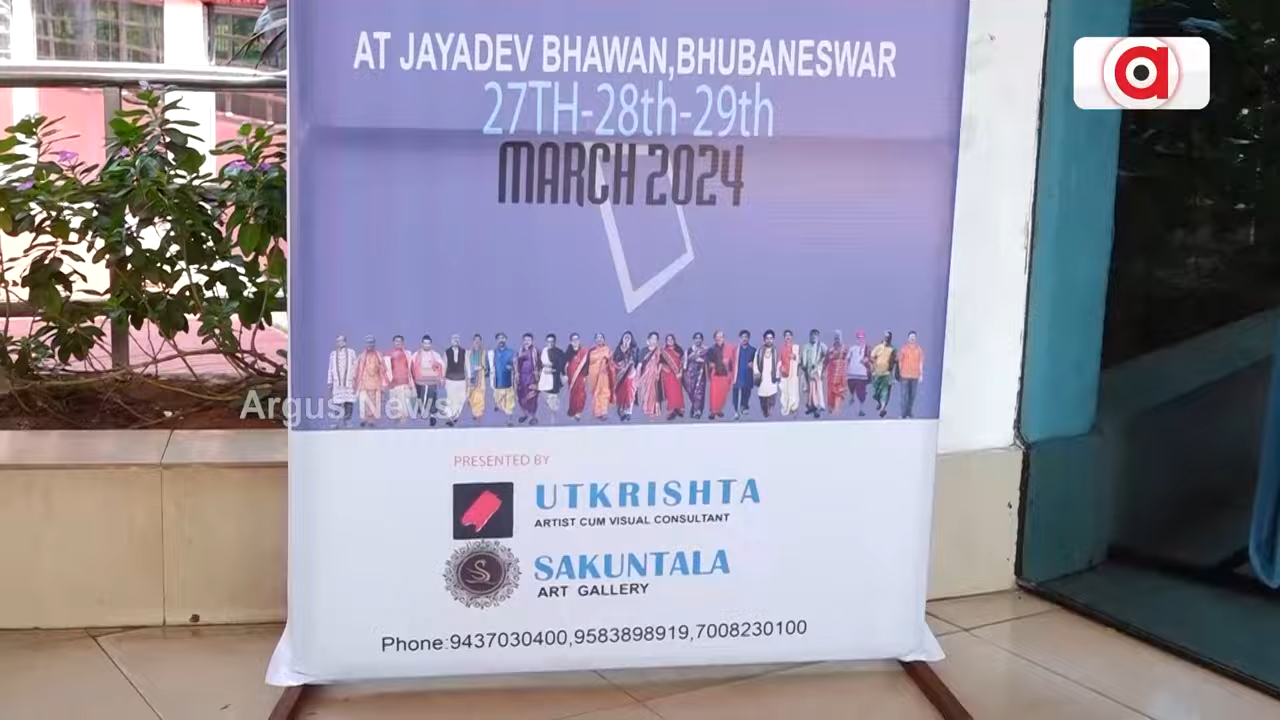 AT JAYADEV BHAWAN,BHUBANESWAR
27TH-28th-29th
MARCH 2024
Argus News
PRESENTED BY
UTKRISHTA
ARTIST CUM VISUAL CONSULTANT
S
SAKUNTALA
ART GALLERY
Phone:9437030400,9583898919,7008230100
a